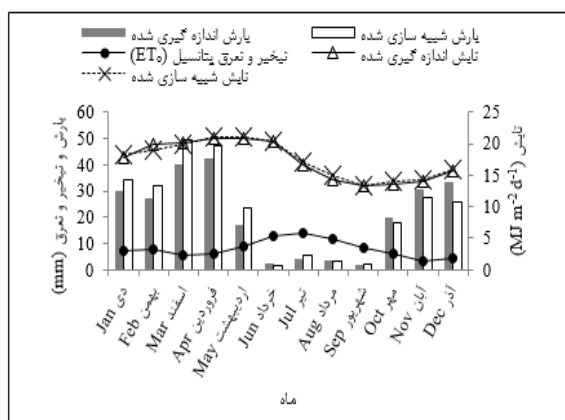 بارش اندازه گیری شده
بارش شبیه سازی شده
تبخیر و تعرق پتانسیل (ET₀)
تابش اندازه گیری شده
تابش شبیه سازی شده
بارش و تبخیر و تعرق (mm)
60
50
40
30
20
10
0
تابش (MJ m⁻² d⁻¹)
25
20
15
10
5
0
Jan دی
Feb بهمن
Mar اسفند
Apr فروردین
May اردیبهشت
Jun خرداد
Jul تیر
Aug مرداد
Sep شهریور
Oct مهر
Nov آبان
Dec آذر
ماه